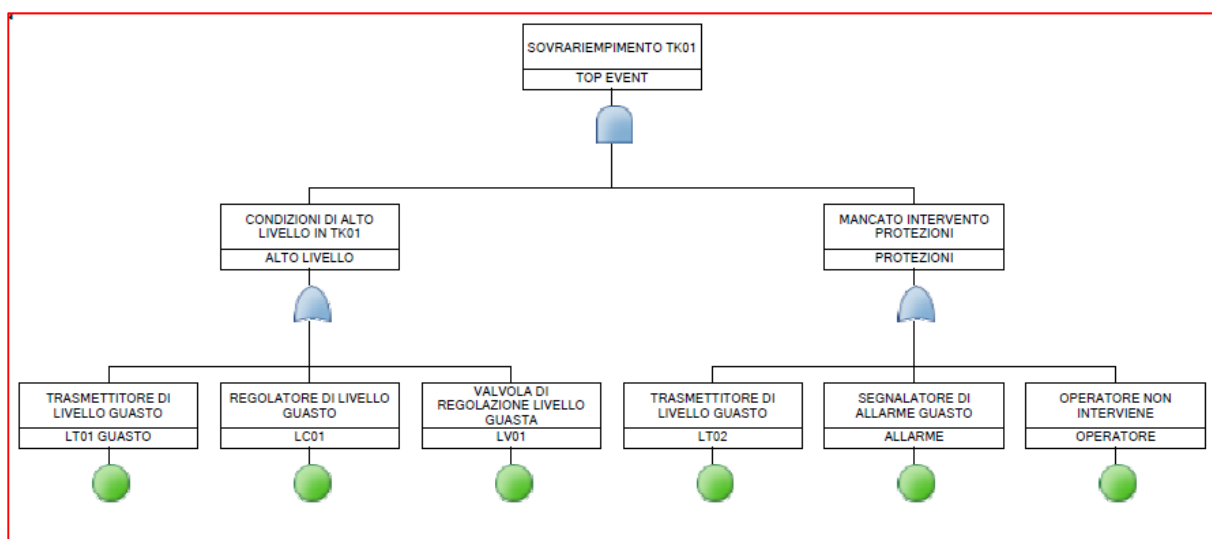 SOVRARIEMPIMENTO TK01
TOP EVENT
CONDIZIONI DI ALTO
LIVELLO IN TK01
ALTO LIVELLO
MANCATO INTERVENTO
PROTEZIONI
PROTEZIONI
TRASMETTITORE DI
LIVELLO GUASTO
LT01 GUASTO
REGOLATORE DI LIVELLO
GUASTO
LC01
VALVOLA DI
REGOLAZIONE LIVELLO
GUASTA
LV01
TRASMETTITORE DI
LIVELLO GUASTO
LT02
SEGNALATORE DI
ALLARME GUASTO
ALLARME
OPERATORE NON
INTERVIENE
OPERATORE